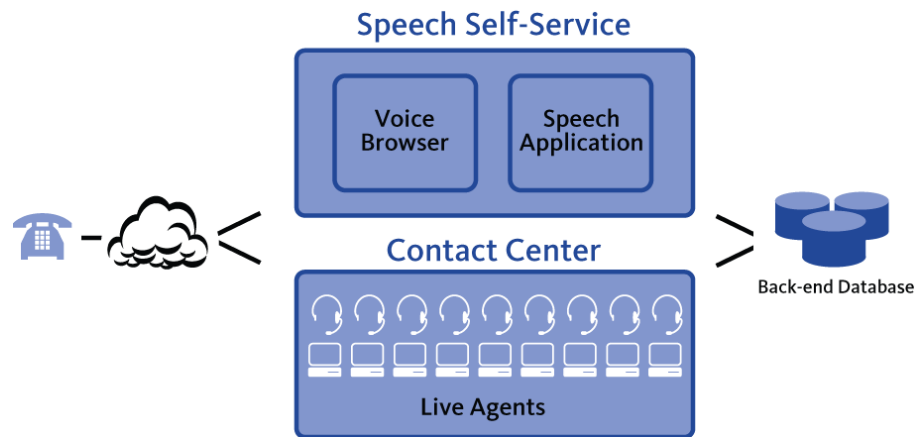 Speech Self-Service
Voice
Browser
Speech
Application
Contact Center
Live Agents
Back-end Database